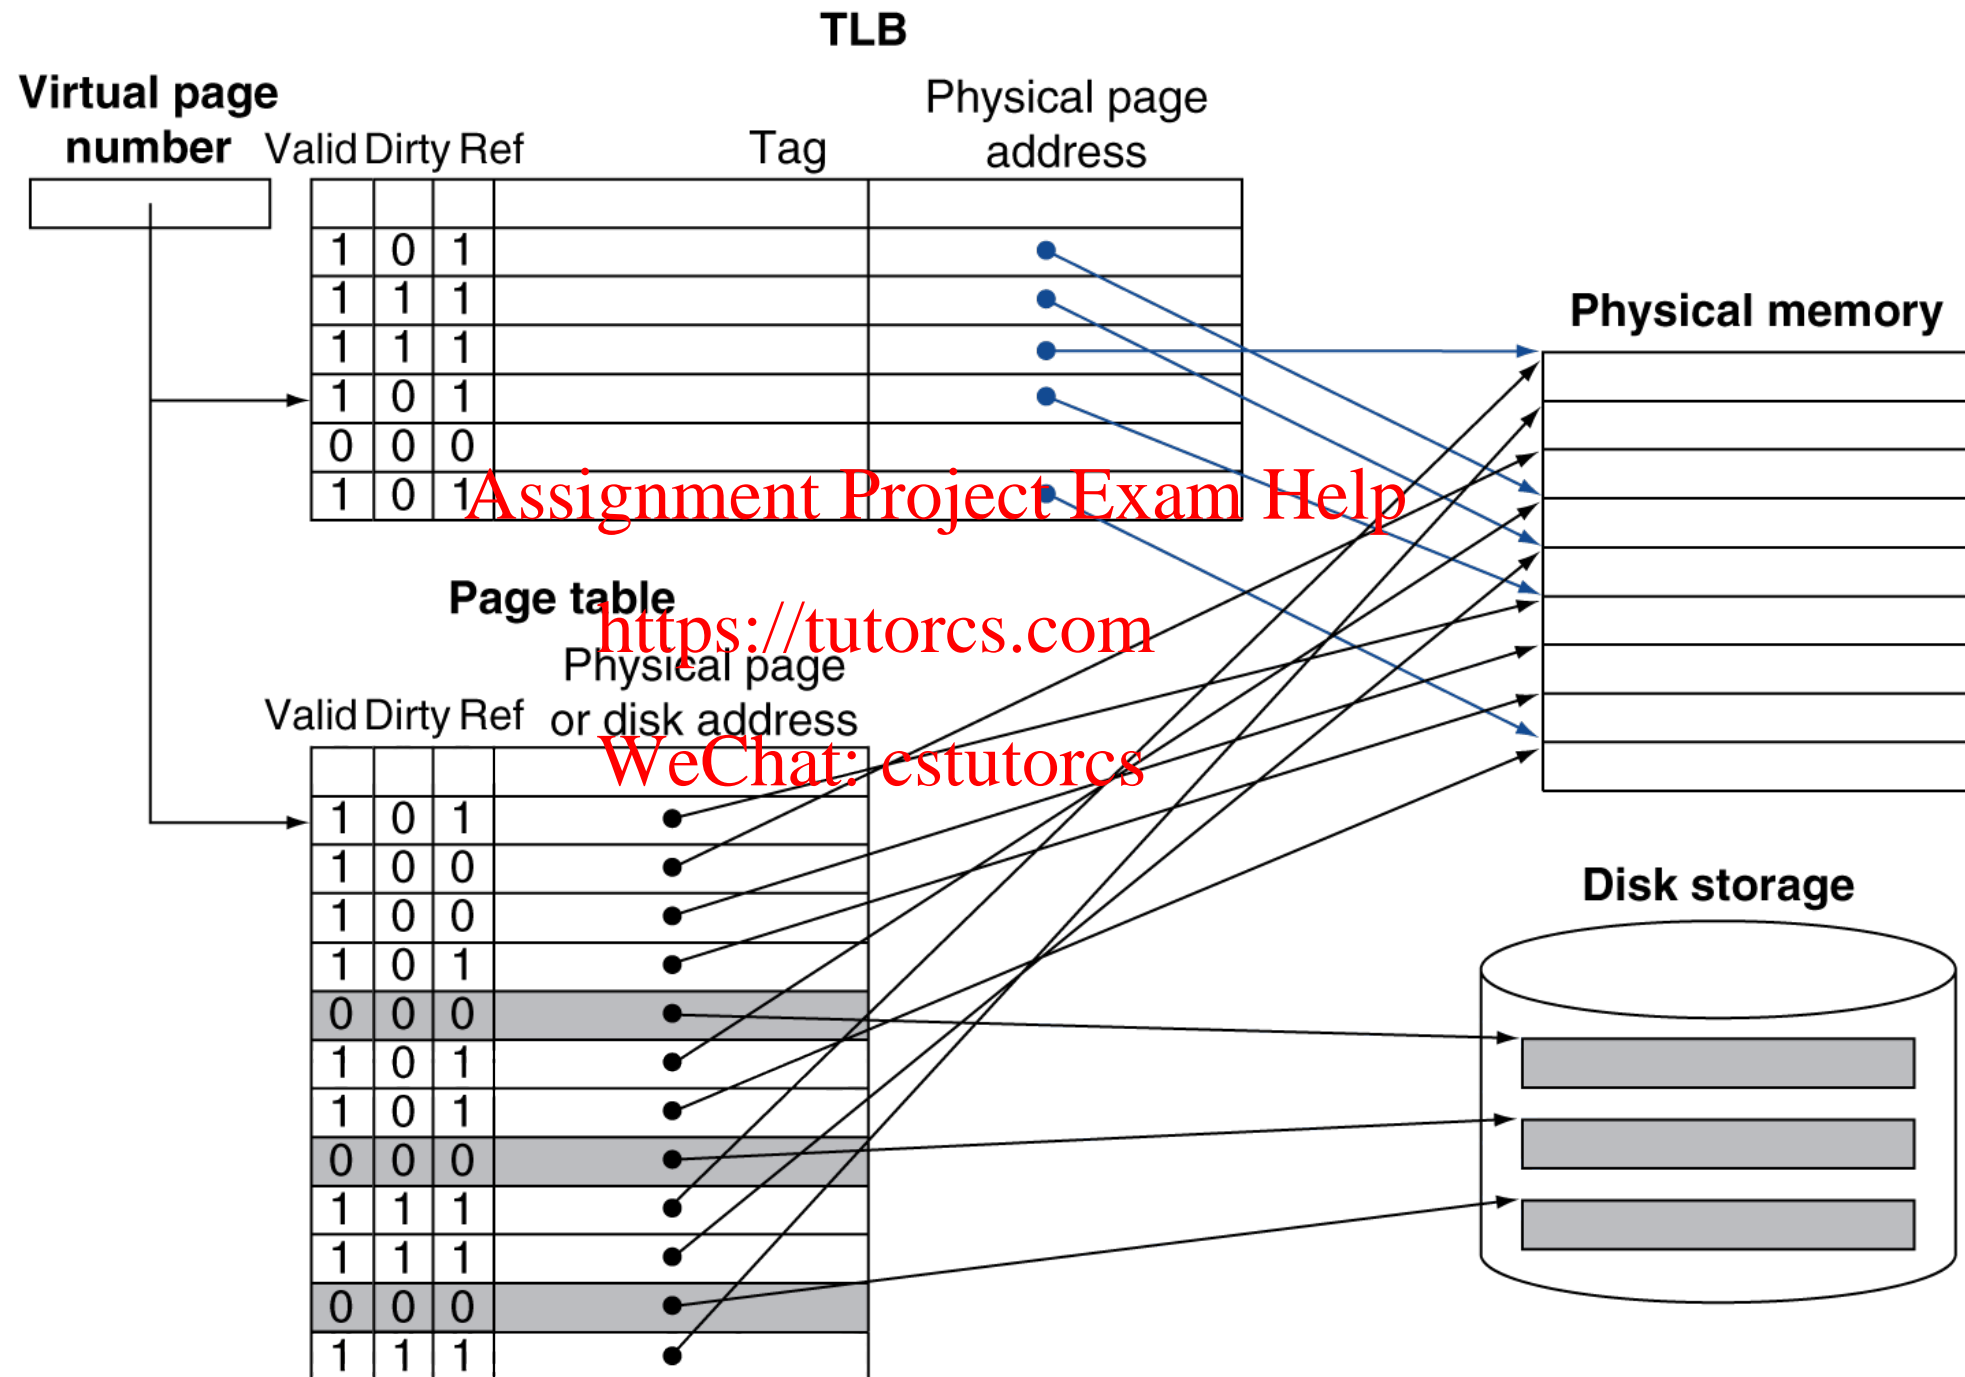 TLB
Virtual page
number
Valid Dirty Ref
Tag
Physical page
address
1 0 1
1 1 1
1 1 1
1 0 1
0 0 0
1 0 1
Physical memory
Assignment Project Exam Help
Page table
https://tutorcs.com
Physical page
or disk address
Valid Dirty Ref
WeChat: cstutorcs
1 0 1
1 0 0
1 0 0
1 0 1
0 0 0
1 0 1
1 0 1
0 0 0
1 1 1
1 1 1
0 0 0
1 1 1
Disk storage